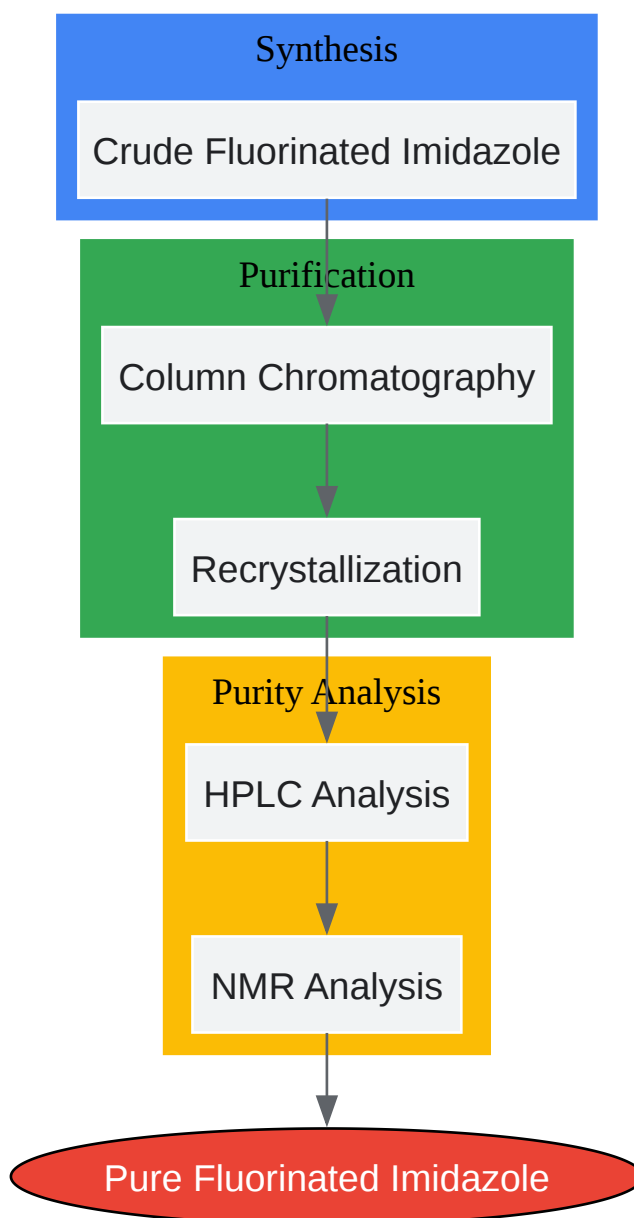 Synthesis
Crude Fluorinated Imidazole
Purification
Column Chromatography
Recrystallization
Purity Analysis
HPLC Analysis
NMR Analysis
Pure Fluorinated Imidazole